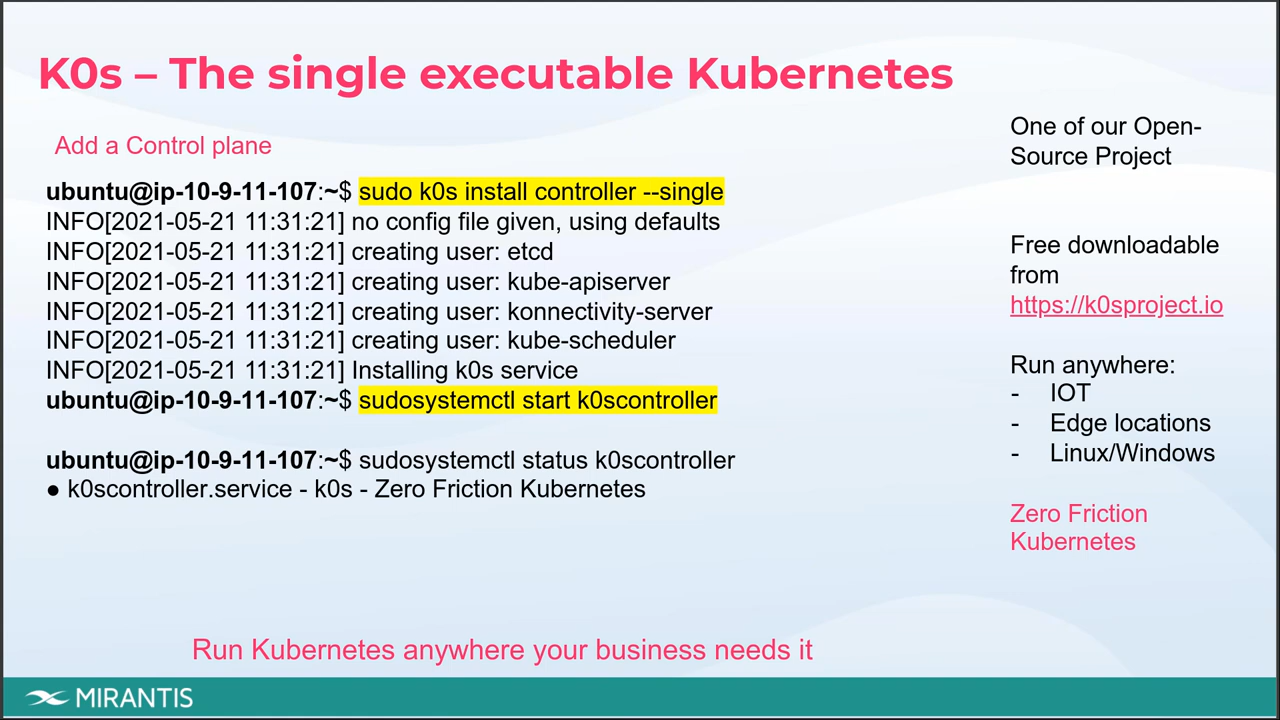 K0s – The single executable Kubernetes
Add a Control plane
ubuntu@ip-10-9-11-107:~$ sudo k0s install controller --single
INFO[2021-05-21 11:31:21] no config file given, using defaults
INFO[2021-05-21 11:31:21] creating user: etcd
INFO[2021-05-21 11:31:21] creating user: kube-apiserver
INFO[2021-05-21 11:31:21] creating user: konnectivity-server
INFO[2021-05-21 11:31:21] creating user: kube-scheduler
INFO[2021-05-21 11:31:21] Installing k0s service
ubuntu@ip-10-9-11-107:~$ sudosystemctl start k0scontroller
ubuntu@ip-10-9-11-107:~$ sudosystemctl status k0scontroller
● k0scontroller.service - k0s - Zero Friction Kubernetes
One of our Open-
Source Project
Free downloadable
from
https://k0sproject.io
Run anywhere:
- IOT
- Edge locations
- Linux/Windows
Zero Friction
Kubernetes
Run Kubernetes anywhere your business needs it
MIRANTIS